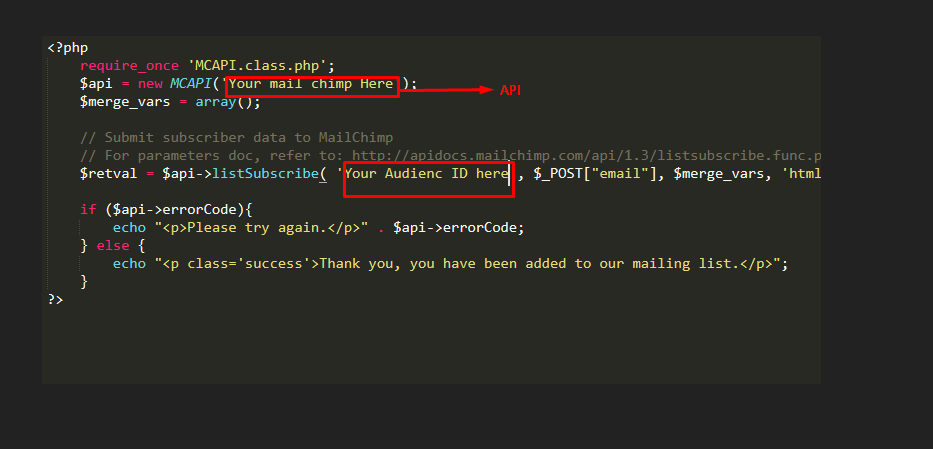 <?php
require_once 'MCAPI.class.php';
$api = new MCAPI('Your mail chimp Here'); API
$merge_vars = array();
// Submit subscriber data to MailChimp
// For parameters doc, refer to: http://apidocs.mailchimp.com/api/1.3/listsubscribe.func.p
$retval = $api->listSubscribe( 'Your Audienc ID here', $_POST["email"], $merge_vars, 'html
if ($api->errorCode){
echo "<p>Please try again.</p>" . $api->errorCode;
} else {
echo "<p class='success'>Thank you, you have been added to our mailing list.</p>";
}
?>